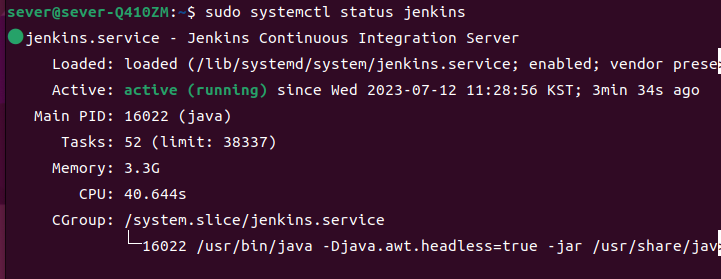 sever@sever-Q410ZM:~$ sudo systemctl status jenkins
jenkins.service - Jenkins Continuous Integration Server
Loaded: loaded (/lib/systemd/system/jenkins.service; enabled; vendor prese
Active: active (running) since Wed 2023-07-12 11:28:56 KST; 3min 34s ago
Main PID: 16022 (java)
Tasks: 52 (limit: 38337)
Memory: 3.3G
CPU: 40.644s
CGroup: /system.slice/jenkins.service
└─16022 /usr/bin/java -Djava.awt.headless=true -jar /usr/share/jav